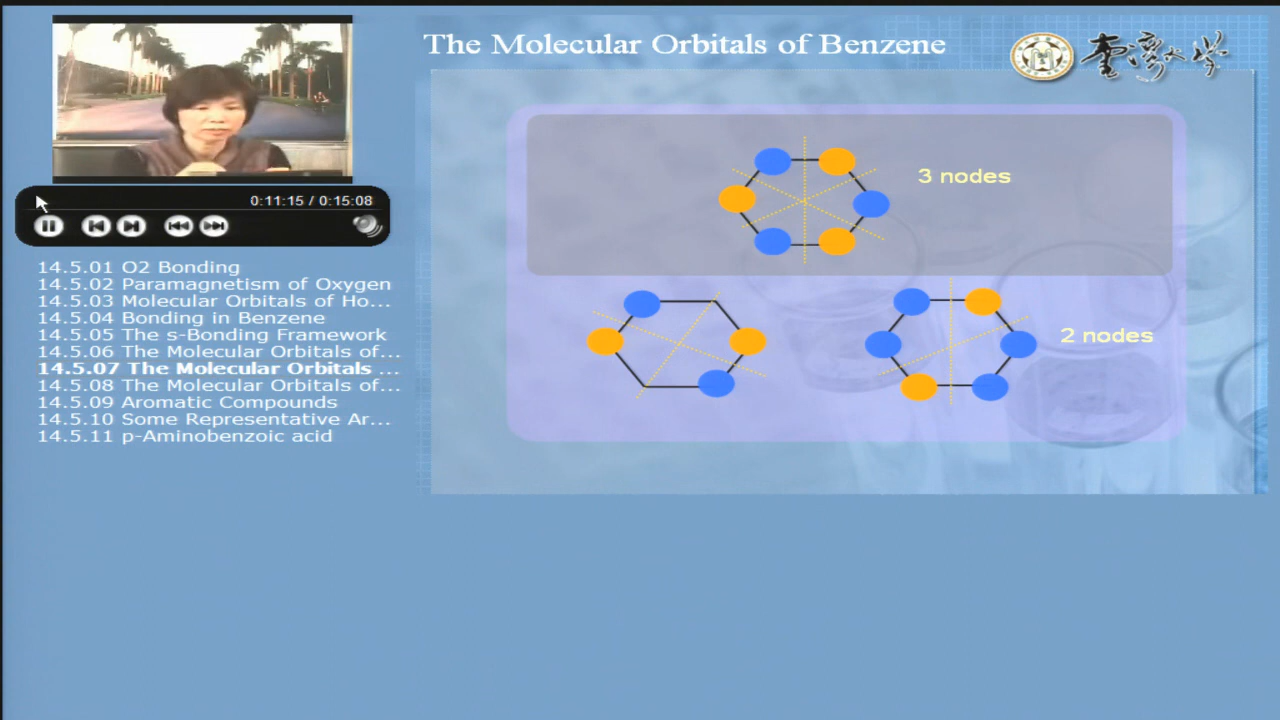 The Molecular Orbitals of Benzene
臺灣大學
3 nodes
2 nodes
0:11:15 / 0:15:08
14.5.01 O2 Bonding
14.5.02 Paramagnetism of Oxygen
14.5.03 Molecular Orbitals of Ho...
14.5.04 Bonding in Benzene
14.5.05 The s-Bonding Framework
14.5.06 The Molecular Orbitals of...
14.5.07 The Molecular Orbitals ...
14.5.08 The Molecular Orbitals of...
14.5.09 Aromatic Compounds
14.5.10 Some Representative Ar...
14.5.11 p-Aminobenzoic acid